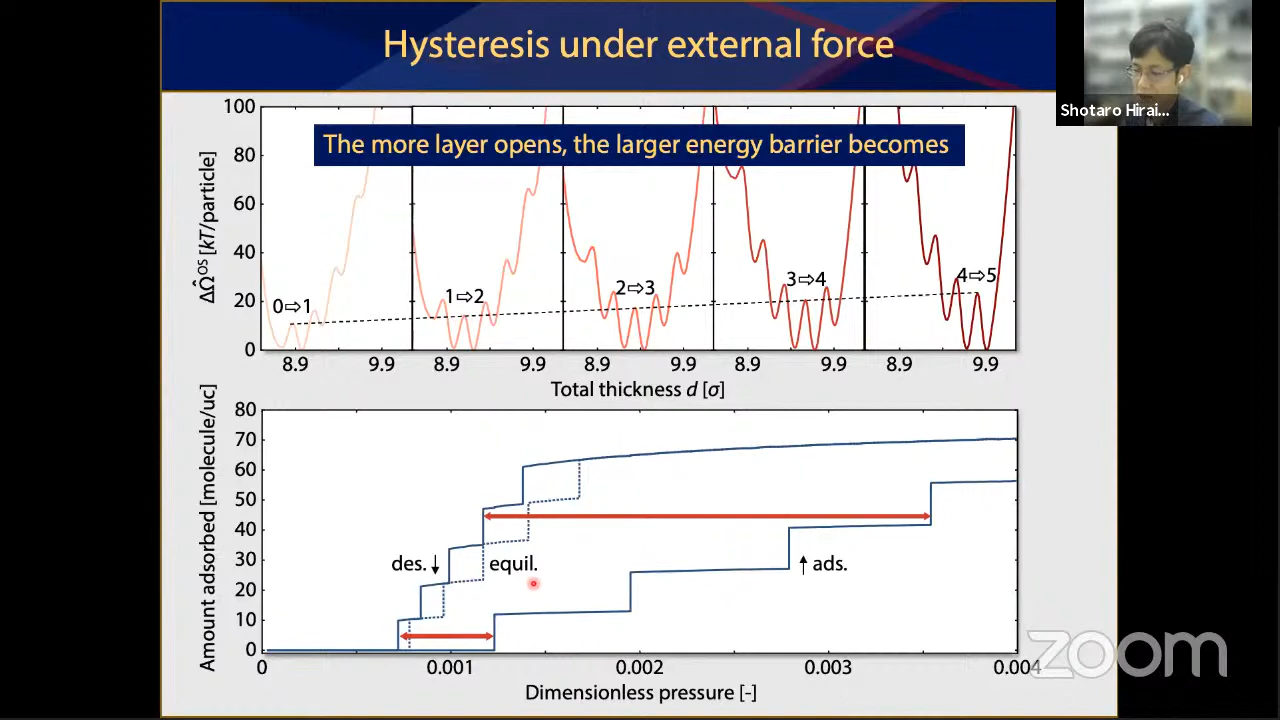 Hysteresis under external force
Shotaro Hirai...
The more layer opens, the larger energy barrier becomes
ΔΩ̂ᴼˢ [kT/particle]
100
80
60
40
20
0
0⇨1
1⇨2
2⇨3
3⇨4
4⇨5
8.9 9.9 8.9 9.9 8.9 9.9 8.9 9.9 8.9 9.9
Total thickness d [σ]
Amount adsorbed [molecule/uc]
80
70
60
50
40
30
20
10
0
des. ↓
equil.
↑ ads.
0 0.001 0.002 0.003 0.004
Dimensionless pressure [-]
zoom